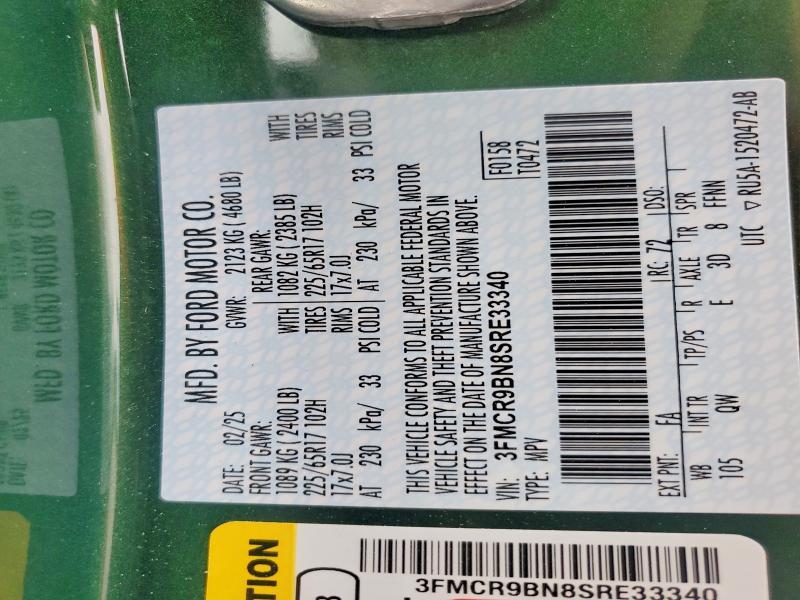 MFD. BY FORD MOTOR CO.
DATE: 02/25 GVWR: 2123 KG ( 4680 LB)
FRONT GAWR: REAR GAWR:
1089 KG ( 2400 LB) WITH 1082 KG ( 2385 LB) WITH
225/65R17 102H TIRES 225/65R17 102H TIRES
17x7.0J RIMS 17x7.0J RIMS
AT 230 kPa/ 33 PSI COLD AT 230 kPa/ 33 PSI COLD
THIS VEHICLE CONFORMS TO ALL APPLICABLE FEDERAL MOTOR
VEHICLE SAFETY AND THEFT PREVENTION STANDARDS IN
EFFECT ON THE DATE OF MANUFACTURE SHOWN ABOVE.
VIN: 3FMCR9BN8SRE33340
TYPE: MPV
F0158
T0472
EXT PNT: FA RC: 72 DSO:
WB INT TR TP/PS R AXLE TR SPR
105 QW E 3D 8 FFNN
UTC ▽ RU5A-1520472-AB
TION
3FMCR9BN8SRE33340